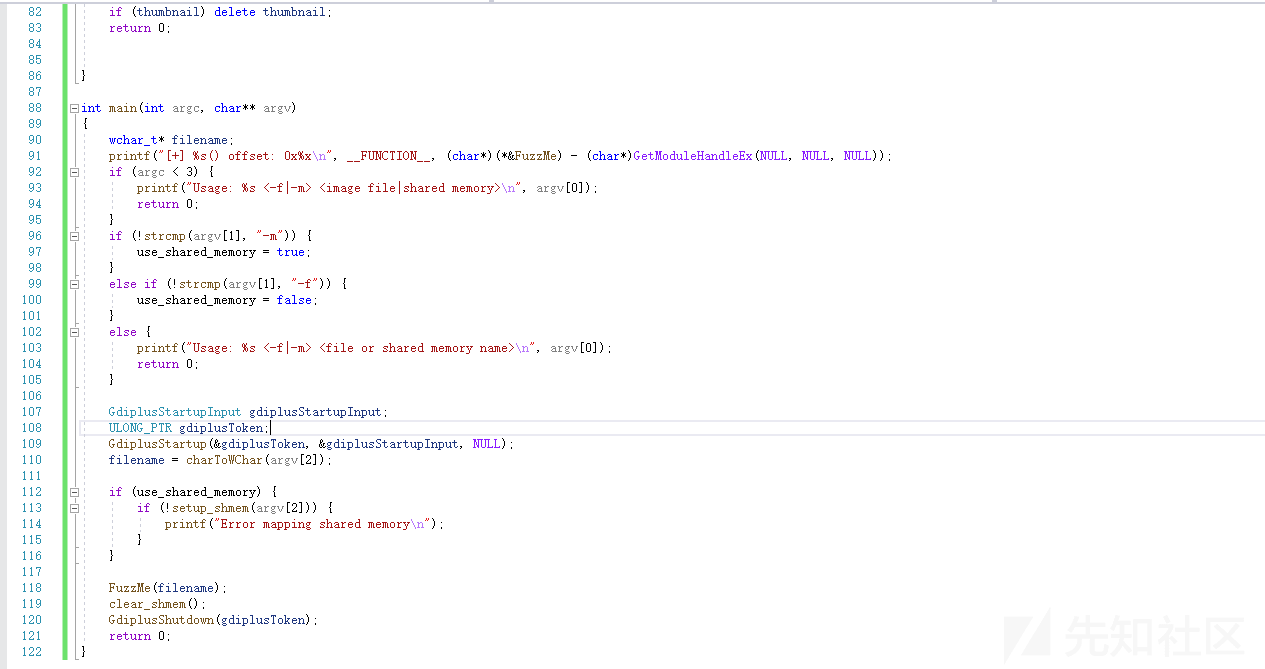 82 if (thumbnail) delete thumbnail;
83 return 0;
84
85
86 }
87
88 int main(int argc, char** argv)
89 {
90 wchar_t* filename;
91 printf("[+] %s() offset: 0x%x\n", __FUNCTION__, (char*)(*&FuzzMe) - (char*)GetModuleHandleEx(NULL, NULL, NULL));
92 if (argc < 3) {
93 printf("Usage: %s <-f|-m> <image file|shared memory>\n", argv[0]);
94 return 0;
95 }
96 if (!strcmp(argv[1], "-m")) {
97 use_shared_memory = true;
98 }
99 else if (!strcmp(argv[1], "-f")) {
100 use_shared_memory = false;
101 }
102 else {
103 printf("Usage: %s <-f|-m> <file or shared memory name>\n", argv[0]);
104 return 0;
105 }
106
107 GdiplusStartupInput gdiplusStartupInput;
108 ULONG_PTR gdiplusToken;
109 GdiplusStartup(&gdiplusToken, &gdiplusStartupInput, NULL);
110 filename = charToWChar(argv[2]);
111
112 if (use_shared_memory) {
113 if (!setup_shmem(argv[2])) {
114 printf("Error mapping shared memory\n");
115 }
116 }
117
118 FuzzMe(filename);
119 clear_shmem();
120 GdiplusShutdown(gdiplusToken);
121 return 0;
122 }
先知社区